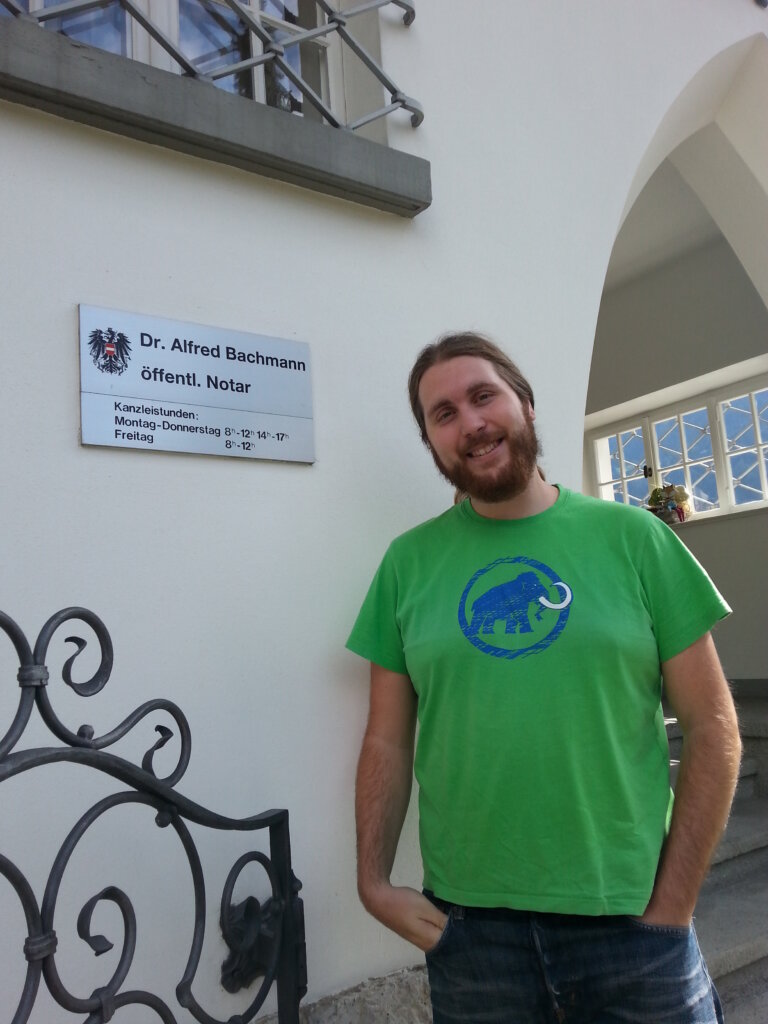 Dr. Alfred Bachmann
öffentl. Notar
Kanzleistunden:
Montag-Donnerstag 8ʰ-12ʰ 14ʰ-17ʰ
Freitag 8ʰ-12ʰ